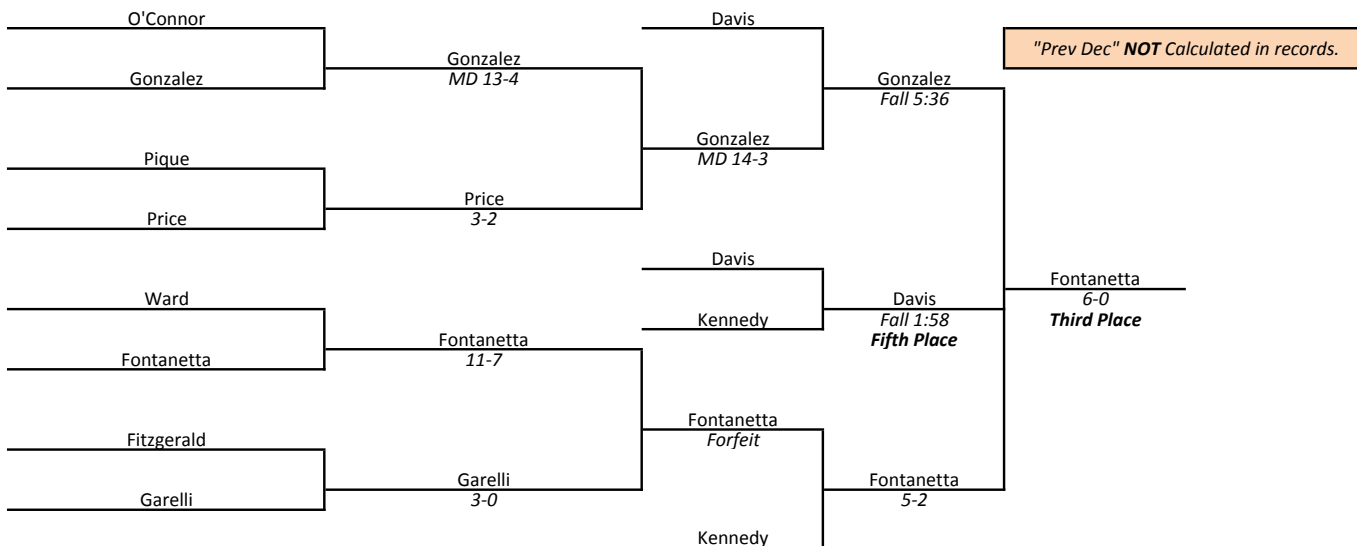 O'Connor
Davis
"Prev Dec" NOT Calculated in records.
Gonzalez
MD 13-4
Gonzalez
Gonzalez
Fall 5:36
Gonzalez
MD 14-3
Pique
Price
3-2
Price
Davis
Ward
Fontanetta
6-0
Third Place
Davis
Fall 1:58
Fifth Place
Kennedy
Fontanetta
11-7
Fontanetta
Fontanetta
Forfeit
Fitzgerald
Garelli
3-0
Fontanetta
5-2
Garelli
Kennedy